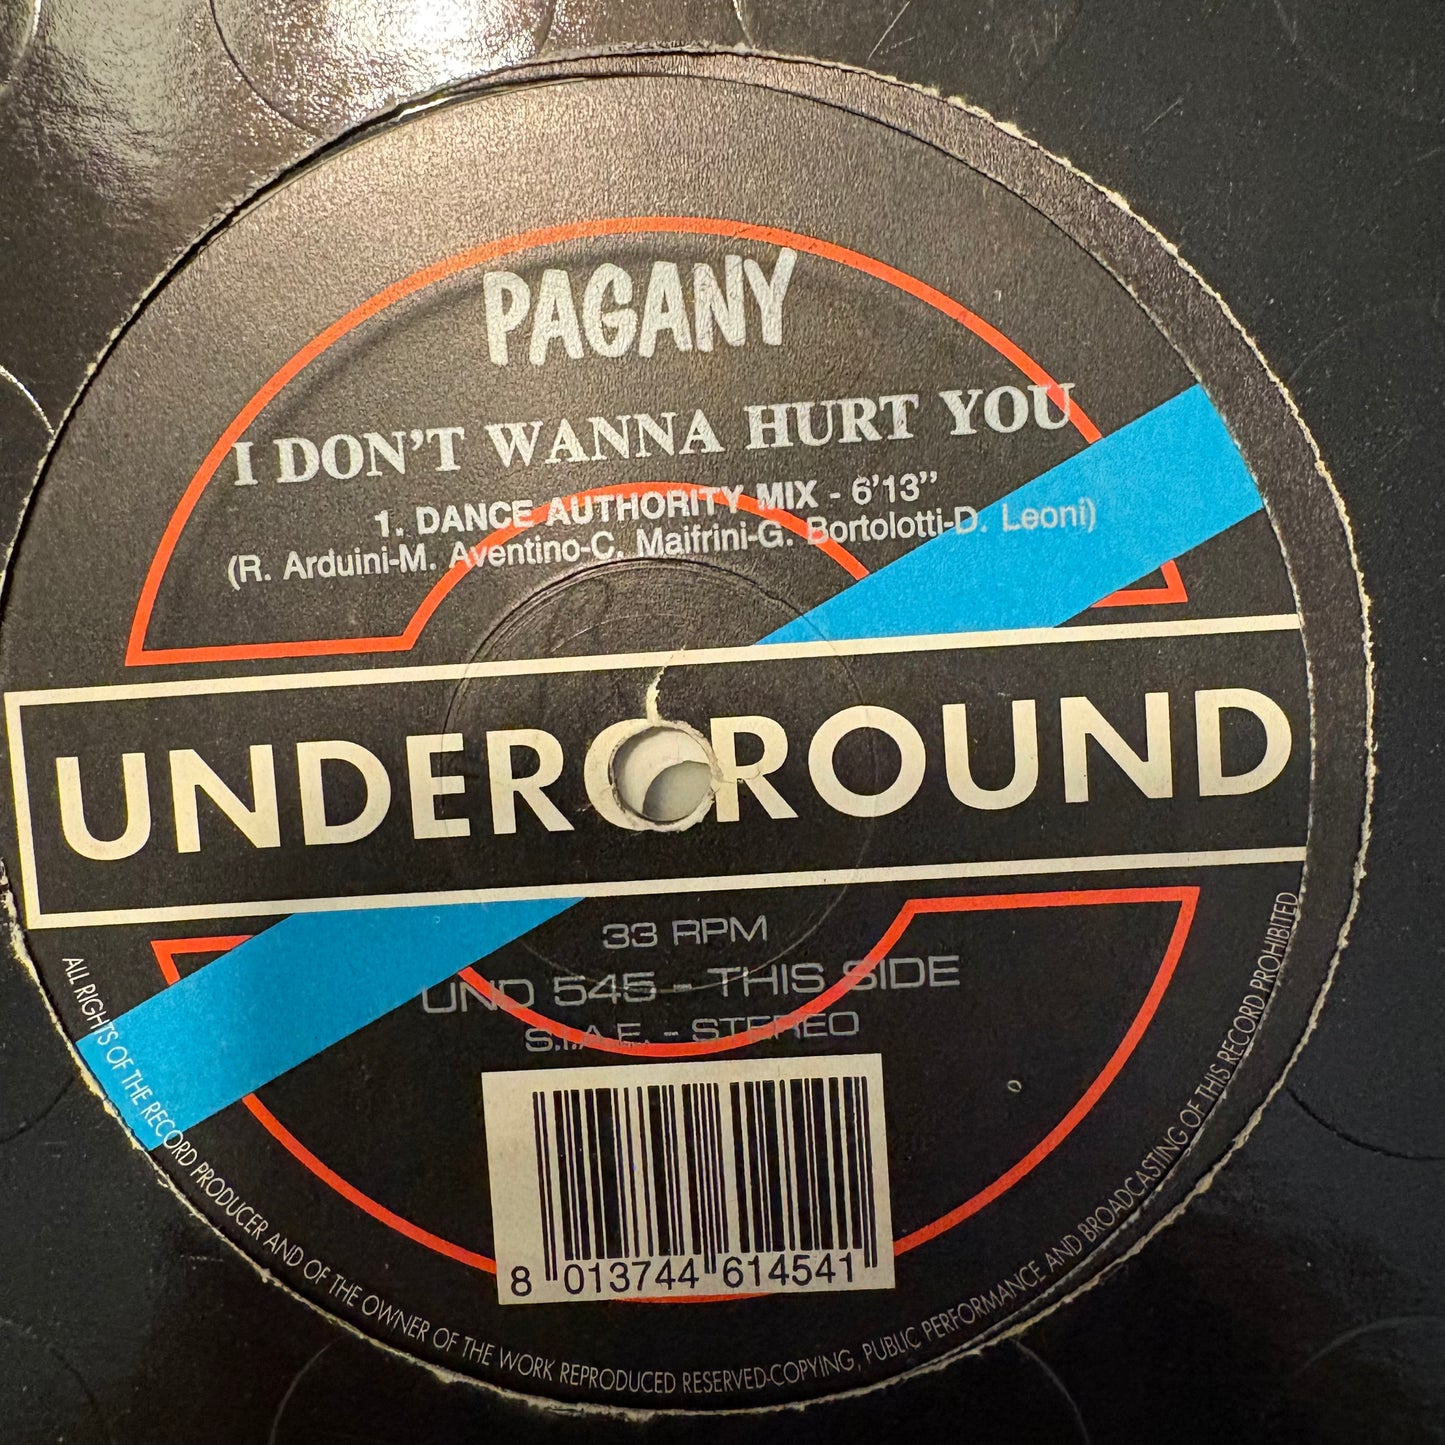 PAGANY
I DON'T WANNA HURT YOU
1. DANCE AUTHORITY MIX - 6'13''
(R. Arduini-M. Aventino-C. Maifrini-G. Bortolotti-D. Leoni)
UNDERGROUND
33 RPM
UND 545 - THIS SIDE
S.I.A.E. - STEREO
8 013744 614541
ALL RIGHTS OF THE RECORD PRODUCER AND OF THE OWNER OF THE WORK REPRODUCED RESERVED-COPYING, PUBLIC PERFORMANCE AND BROADCASTING OF THIS RECORD PROHIBITED